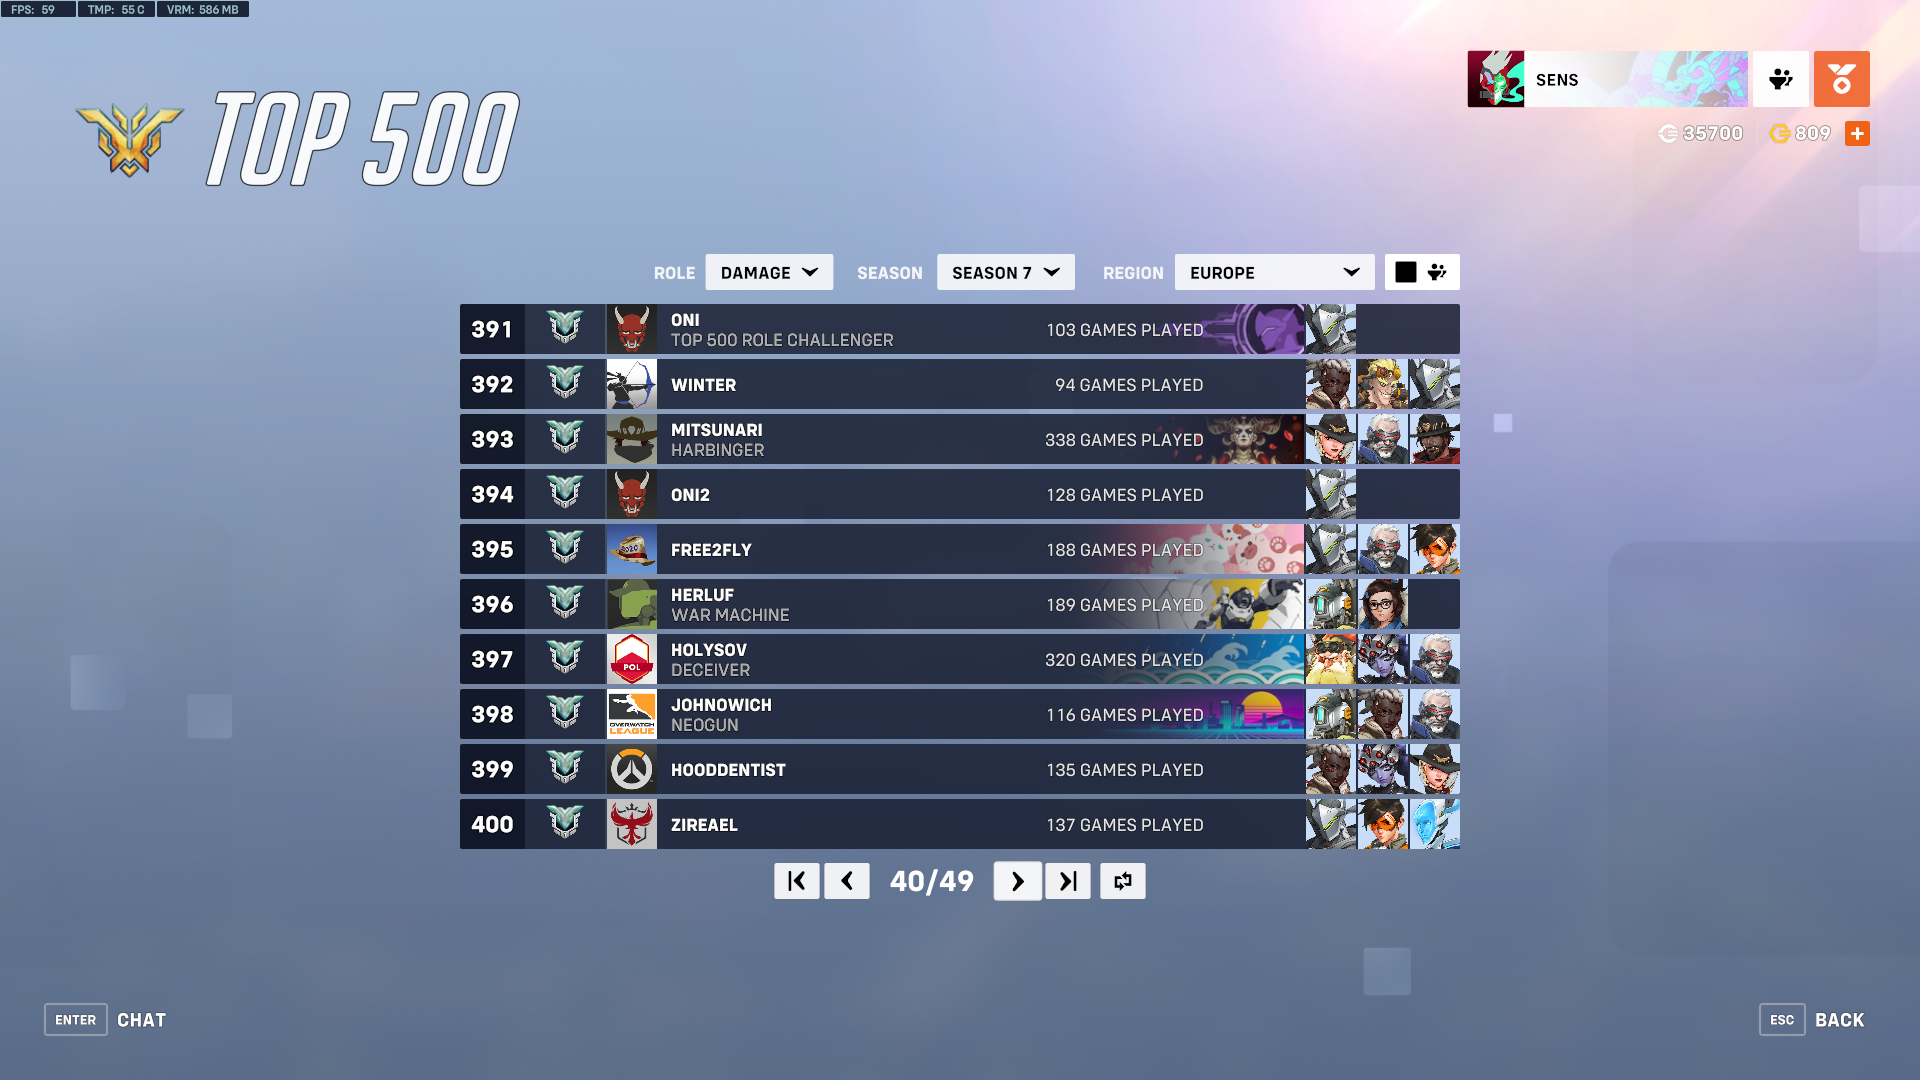 FPS: 59 TMP: 55 C VRM: 586 MB
TOP 500
SENS
35700 809
ROLE DAMAGE SEASON SEASON 7 REGION EUROPE
391 ONI 103 GAMES PLAYED
TOP 500 ROLE CHALLENGER
392 WINTER 94 GAMES PLAYED
393 MITSUNARI 338 GAMES PLAYED
HARBINGER
394 ONI2 128 GAMES PLAYED
395 2020 FREE2FLY 188 GAMES PLAYED
396 HERLUF 189 GAMES PLAYED
WAR MACHINE
397 POL HOLYSOV 320 GAMES PLAYED
DECEIVER
398 OVERWATCH LEAGUE JOHNOWICH 116 GAMES PLAYED
NEOGUN
399 HOODDENTIST 135 GAMES PLAYED
400 ZIREAEL 137 GAMES PLAYED
40/49
ENTER CHAT
ESC BACK